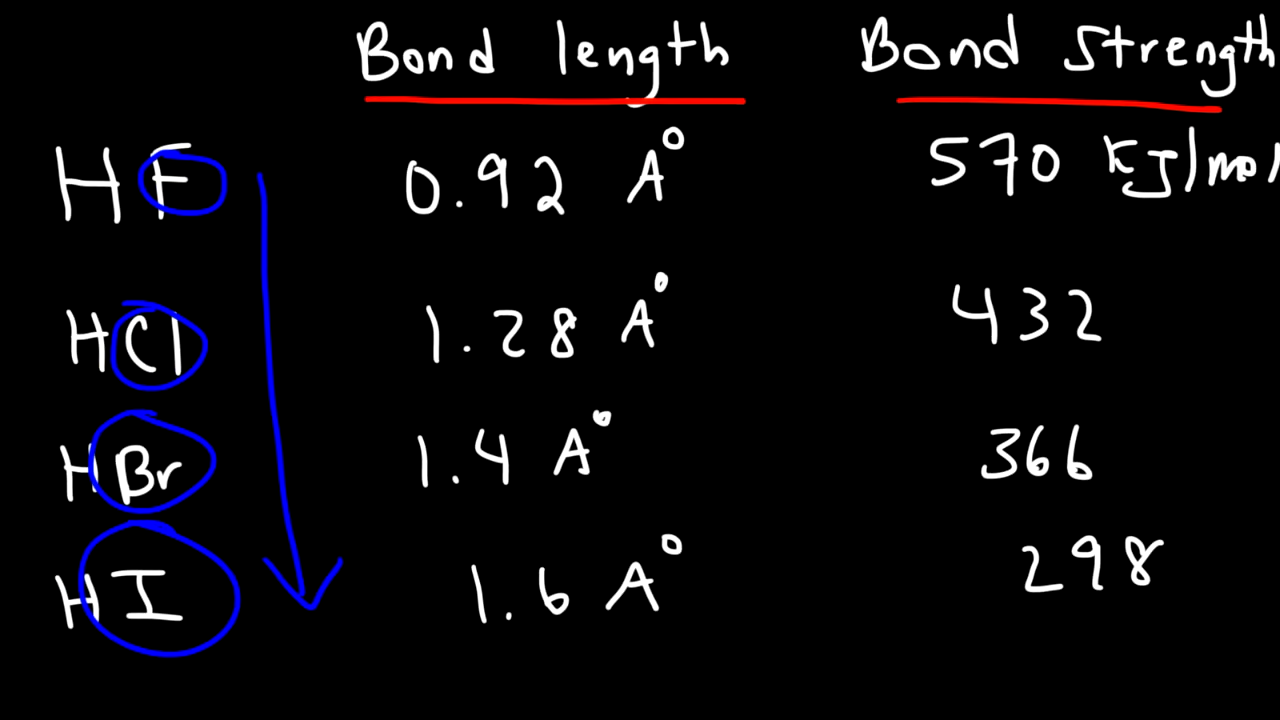 Bond length Bond Strength
HF 0.92 A° 570 KJ/mol
HCl 1.28 A° 432
HBr 1.4 A° 366
HI 1.6 A° 298